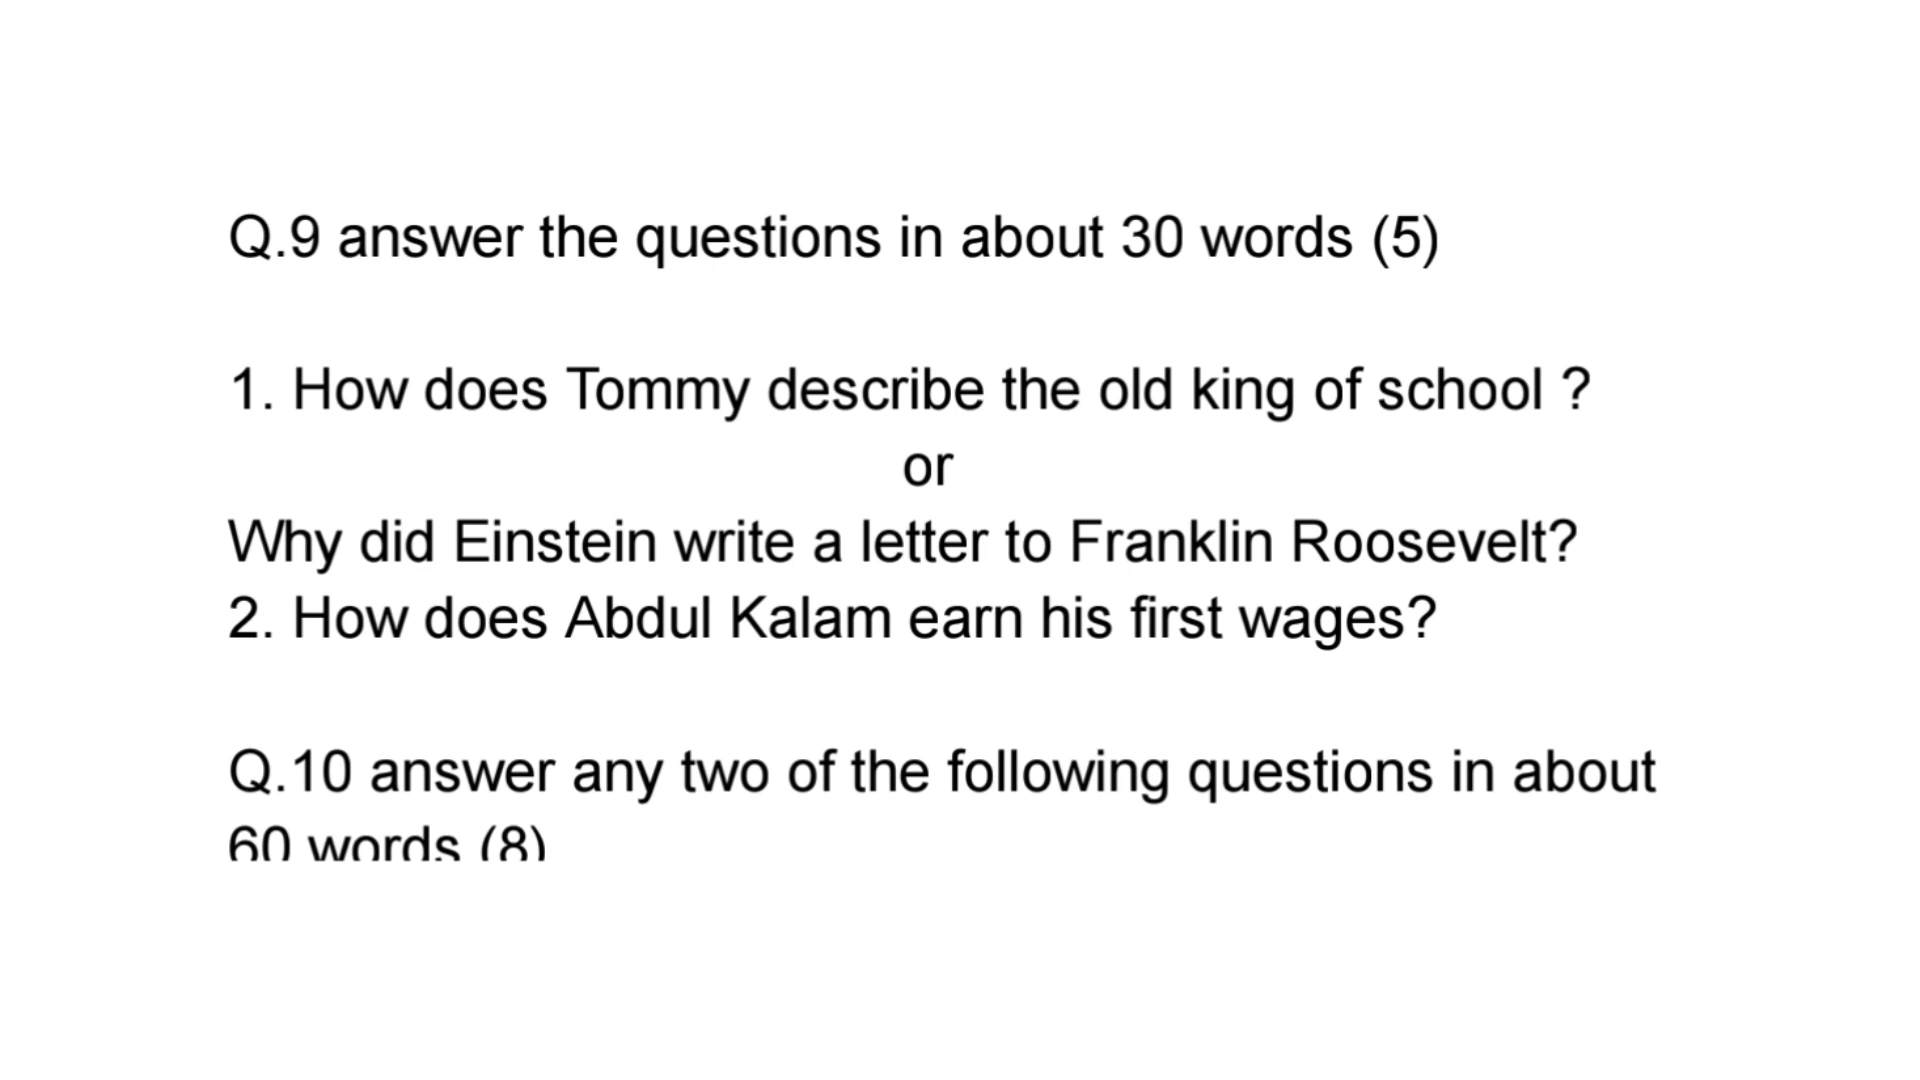 Q.9 answer the questions in about 30 words (5)
1. How does Tommy describe the old king of school ?
or
Why did Einstein write a letter to Franklin Roosevelt?
2. How does Abdul Kalam earn his first wages?
Q.10 answer any two of the following questions in about
60 words (8)